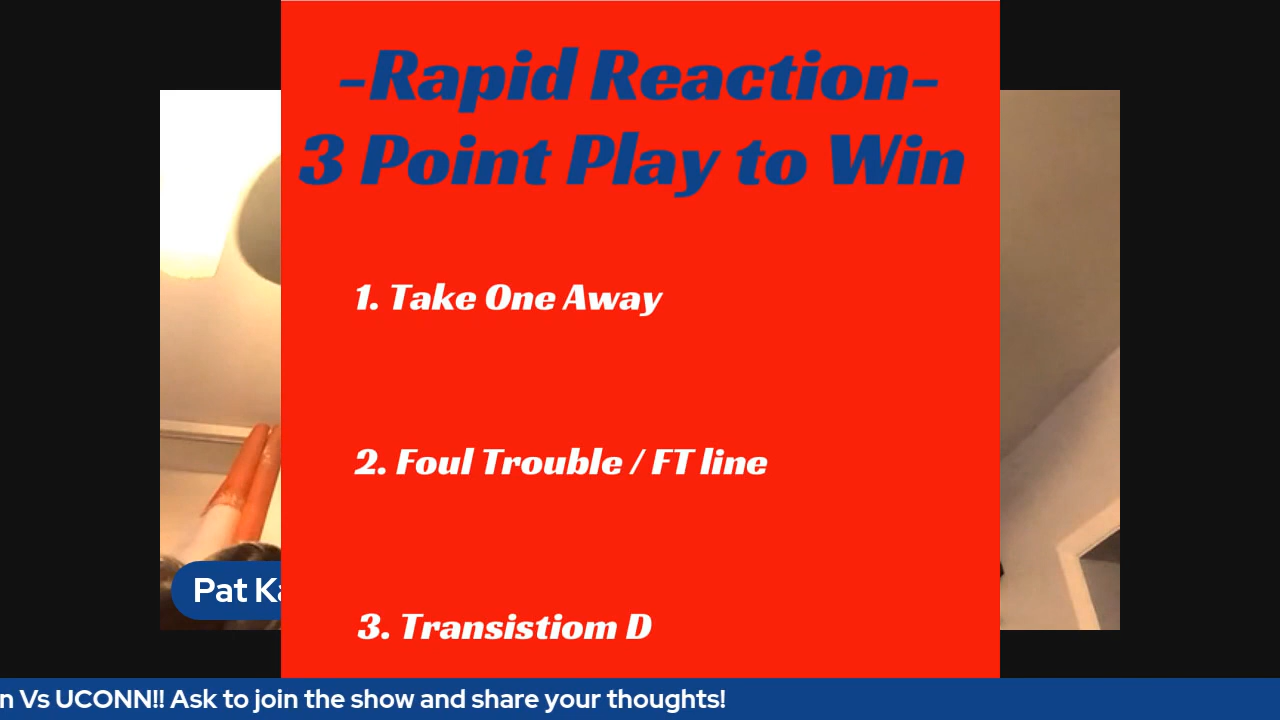 -Rapid Reaction-
3 Point Play to Win
1. Take One Away
2. Foul Trouble / FT line
3. Transistiom D
Pat
Vs UCONN!! Ask to join the show and share your thoughts!